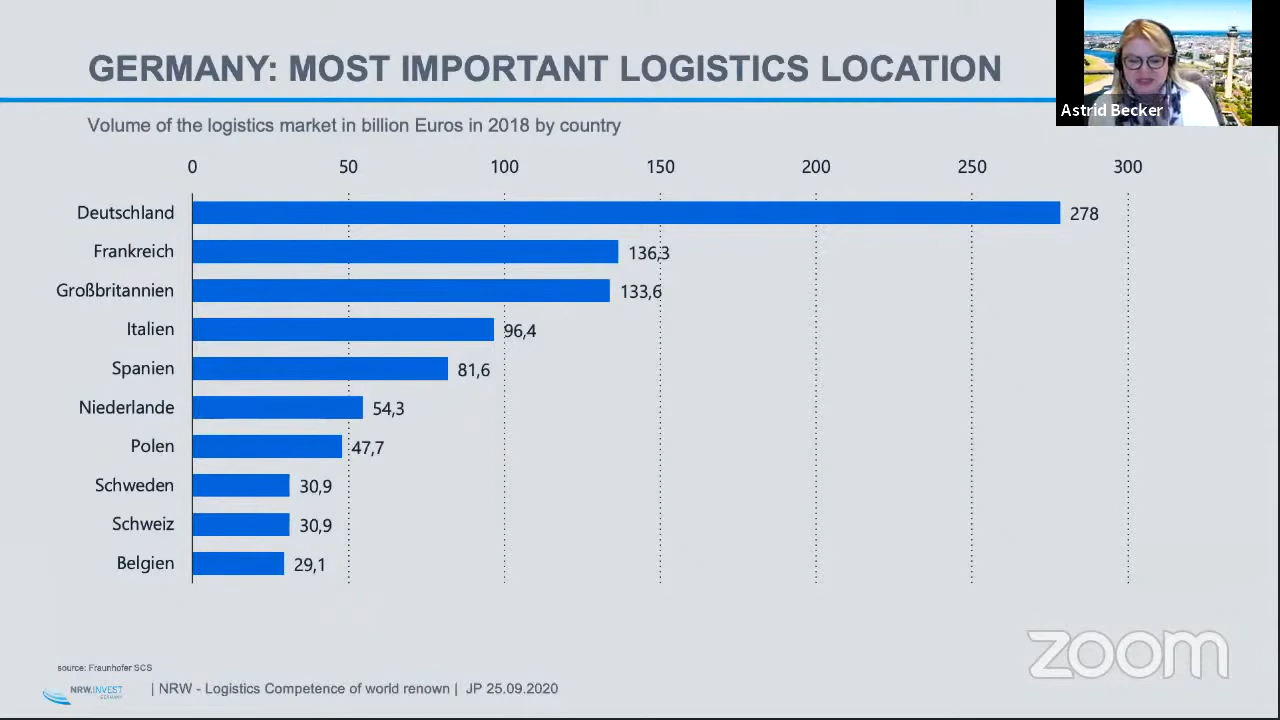 GERMANY: MOST IMPORTANT LOGISTICS LOCATION
Astrid Becker
Volume of the logistics market in billion Euros in 2018 by country
0 50 100 150 200 250 300
Deutschland 278
Frankreich 136,3
Großbritannien 133,6
Italien 96,4
Spanien 81,6
Niederlande 54,3
Polen 47,7
Schweden 30,9
Schweiz 30,9
Belgien 29,1
source: Fraunhofer SCS
zoom
NRW.INVEST
GERMANY
| NRW - Logistics Competence of world renown | JP 25.09.2020